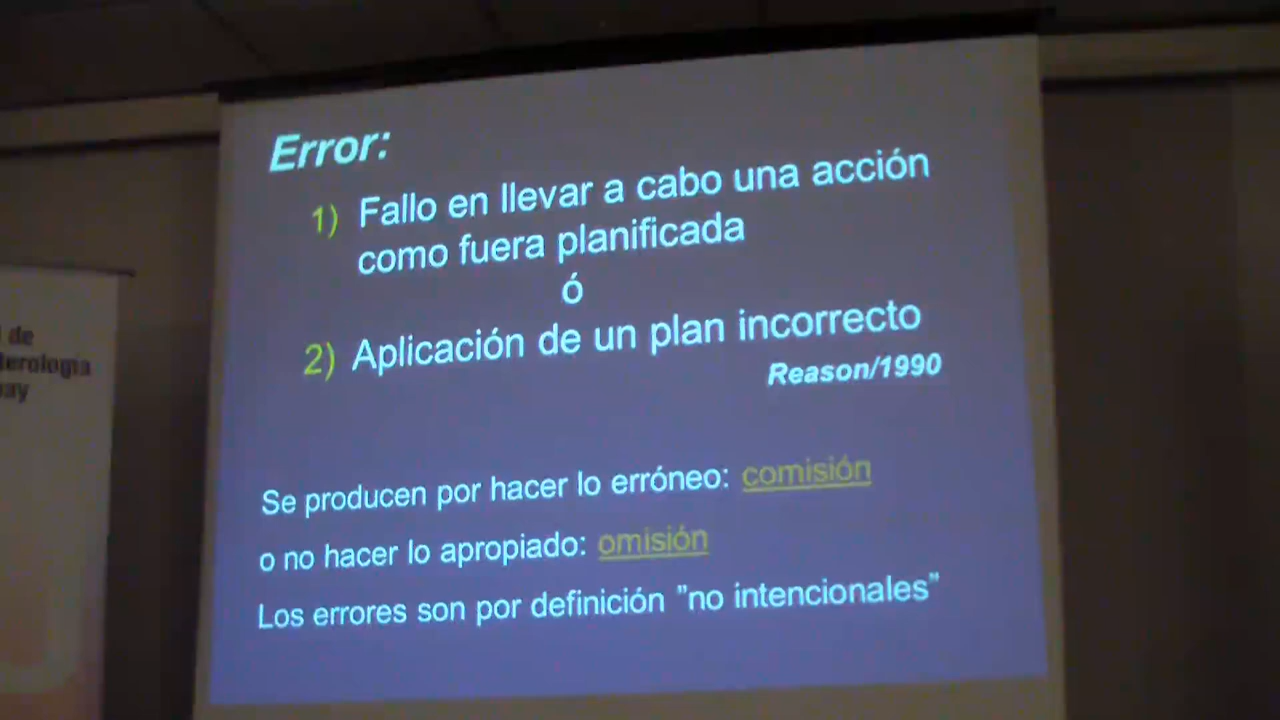 Error:
1) Fallo en llevar a cabo una acción
como fuera planificada
ó
2) Aplicación de un plan incorrecto
Reason/1990
Se producen por hacer lo erróneo: comisión
o no hacer lo apropiado: omisión
Los errores son por definición "no intencionales"
de